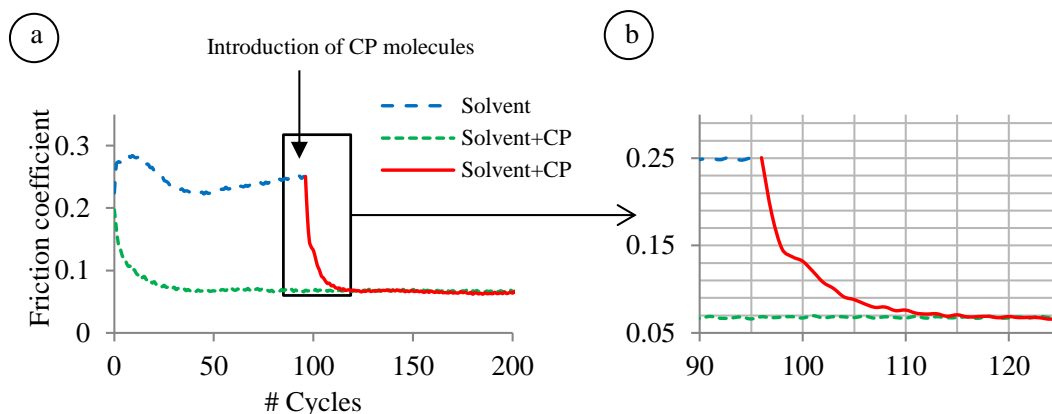 a
Introduction of CP molecules
Solvent
Solvent+CP
Solvent+CP
Friction coefficient
0.3
0.2
0.1
0
0
50
100
150
200
# Cycles
b
0.25
0.15
0.05
90
100
110
120